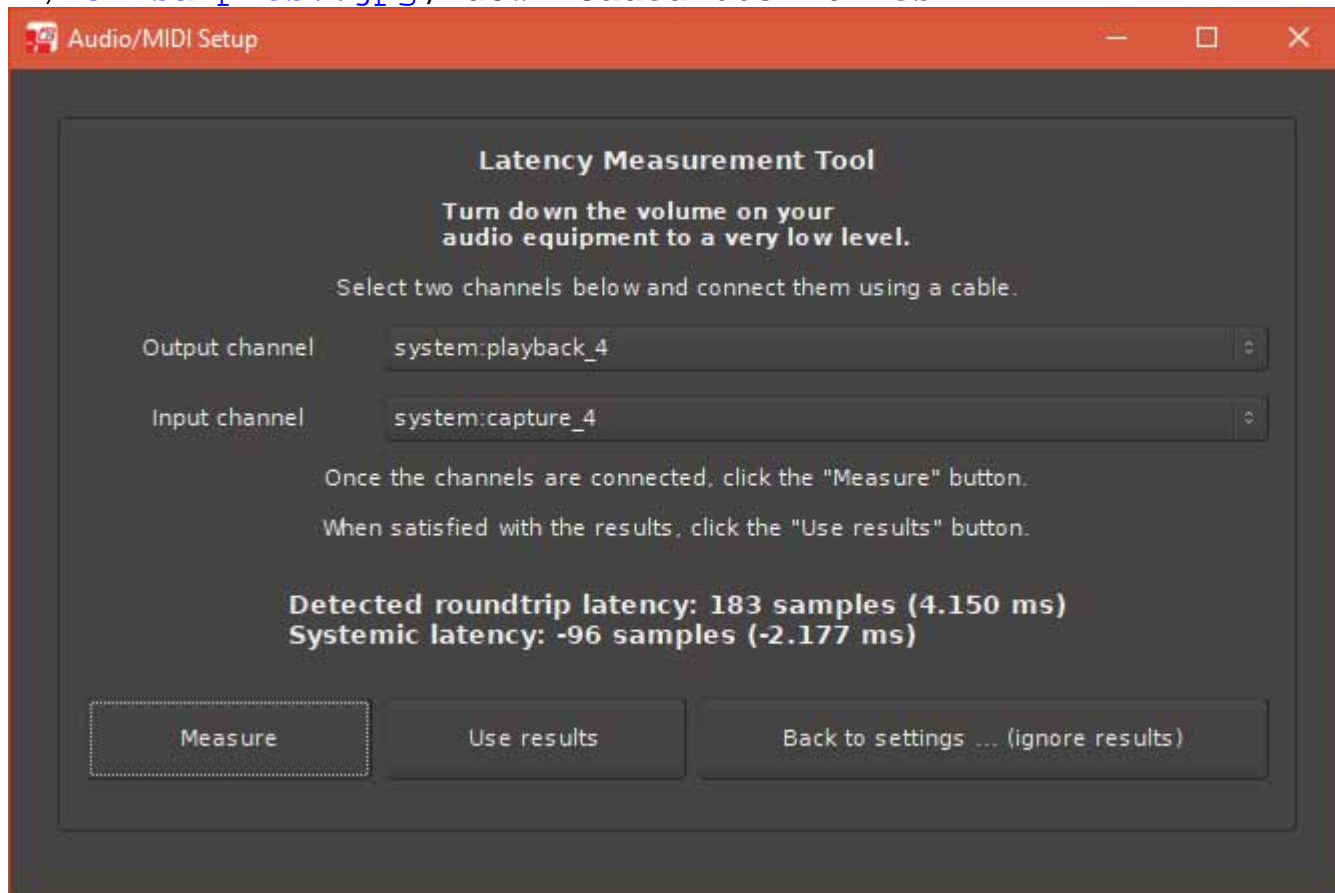 Audio/MIDI Setup
Latency Measurement Tool
Turn down the volume on your
audio equipment to a very low level.
Select two channels below and connect them using a cable.
Output channel system:playback_4
Input channel system:capture_4
Once the channels are connected, click the "Measure" button.
When satisfied with the results, click the "Use results" button.
Detected roundtrip latency: 183 samples (4.150 ms)
Systemic latency: -96 samples (-2.177 ms)
Measure Use results Back to settings ... (ignore results)